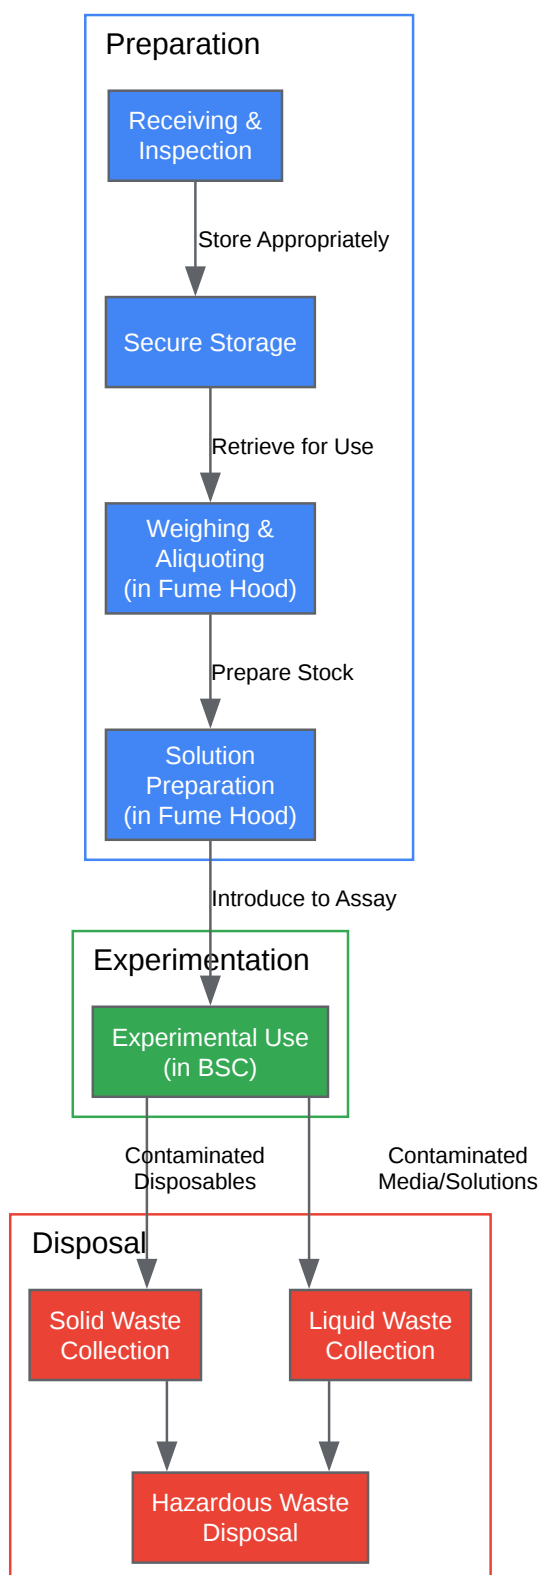 Preparation
Receiving &
Inspection
Store Appropriately
Secure Storage
Retrieve for Use
Weighing &
Aliquoting
(in Fume Hood)
Prepare Stock
Solution
Preparation
(in Fume Hood)
Introduce to Assay
Experimentation
Experimental Use
(in BSC)
Contaminated
Disposables
Contaminated
Media/Solutions
Disposal
Solid Waste
Collection
Liquid Waste
Collection
Hazardous Waste
Disposal